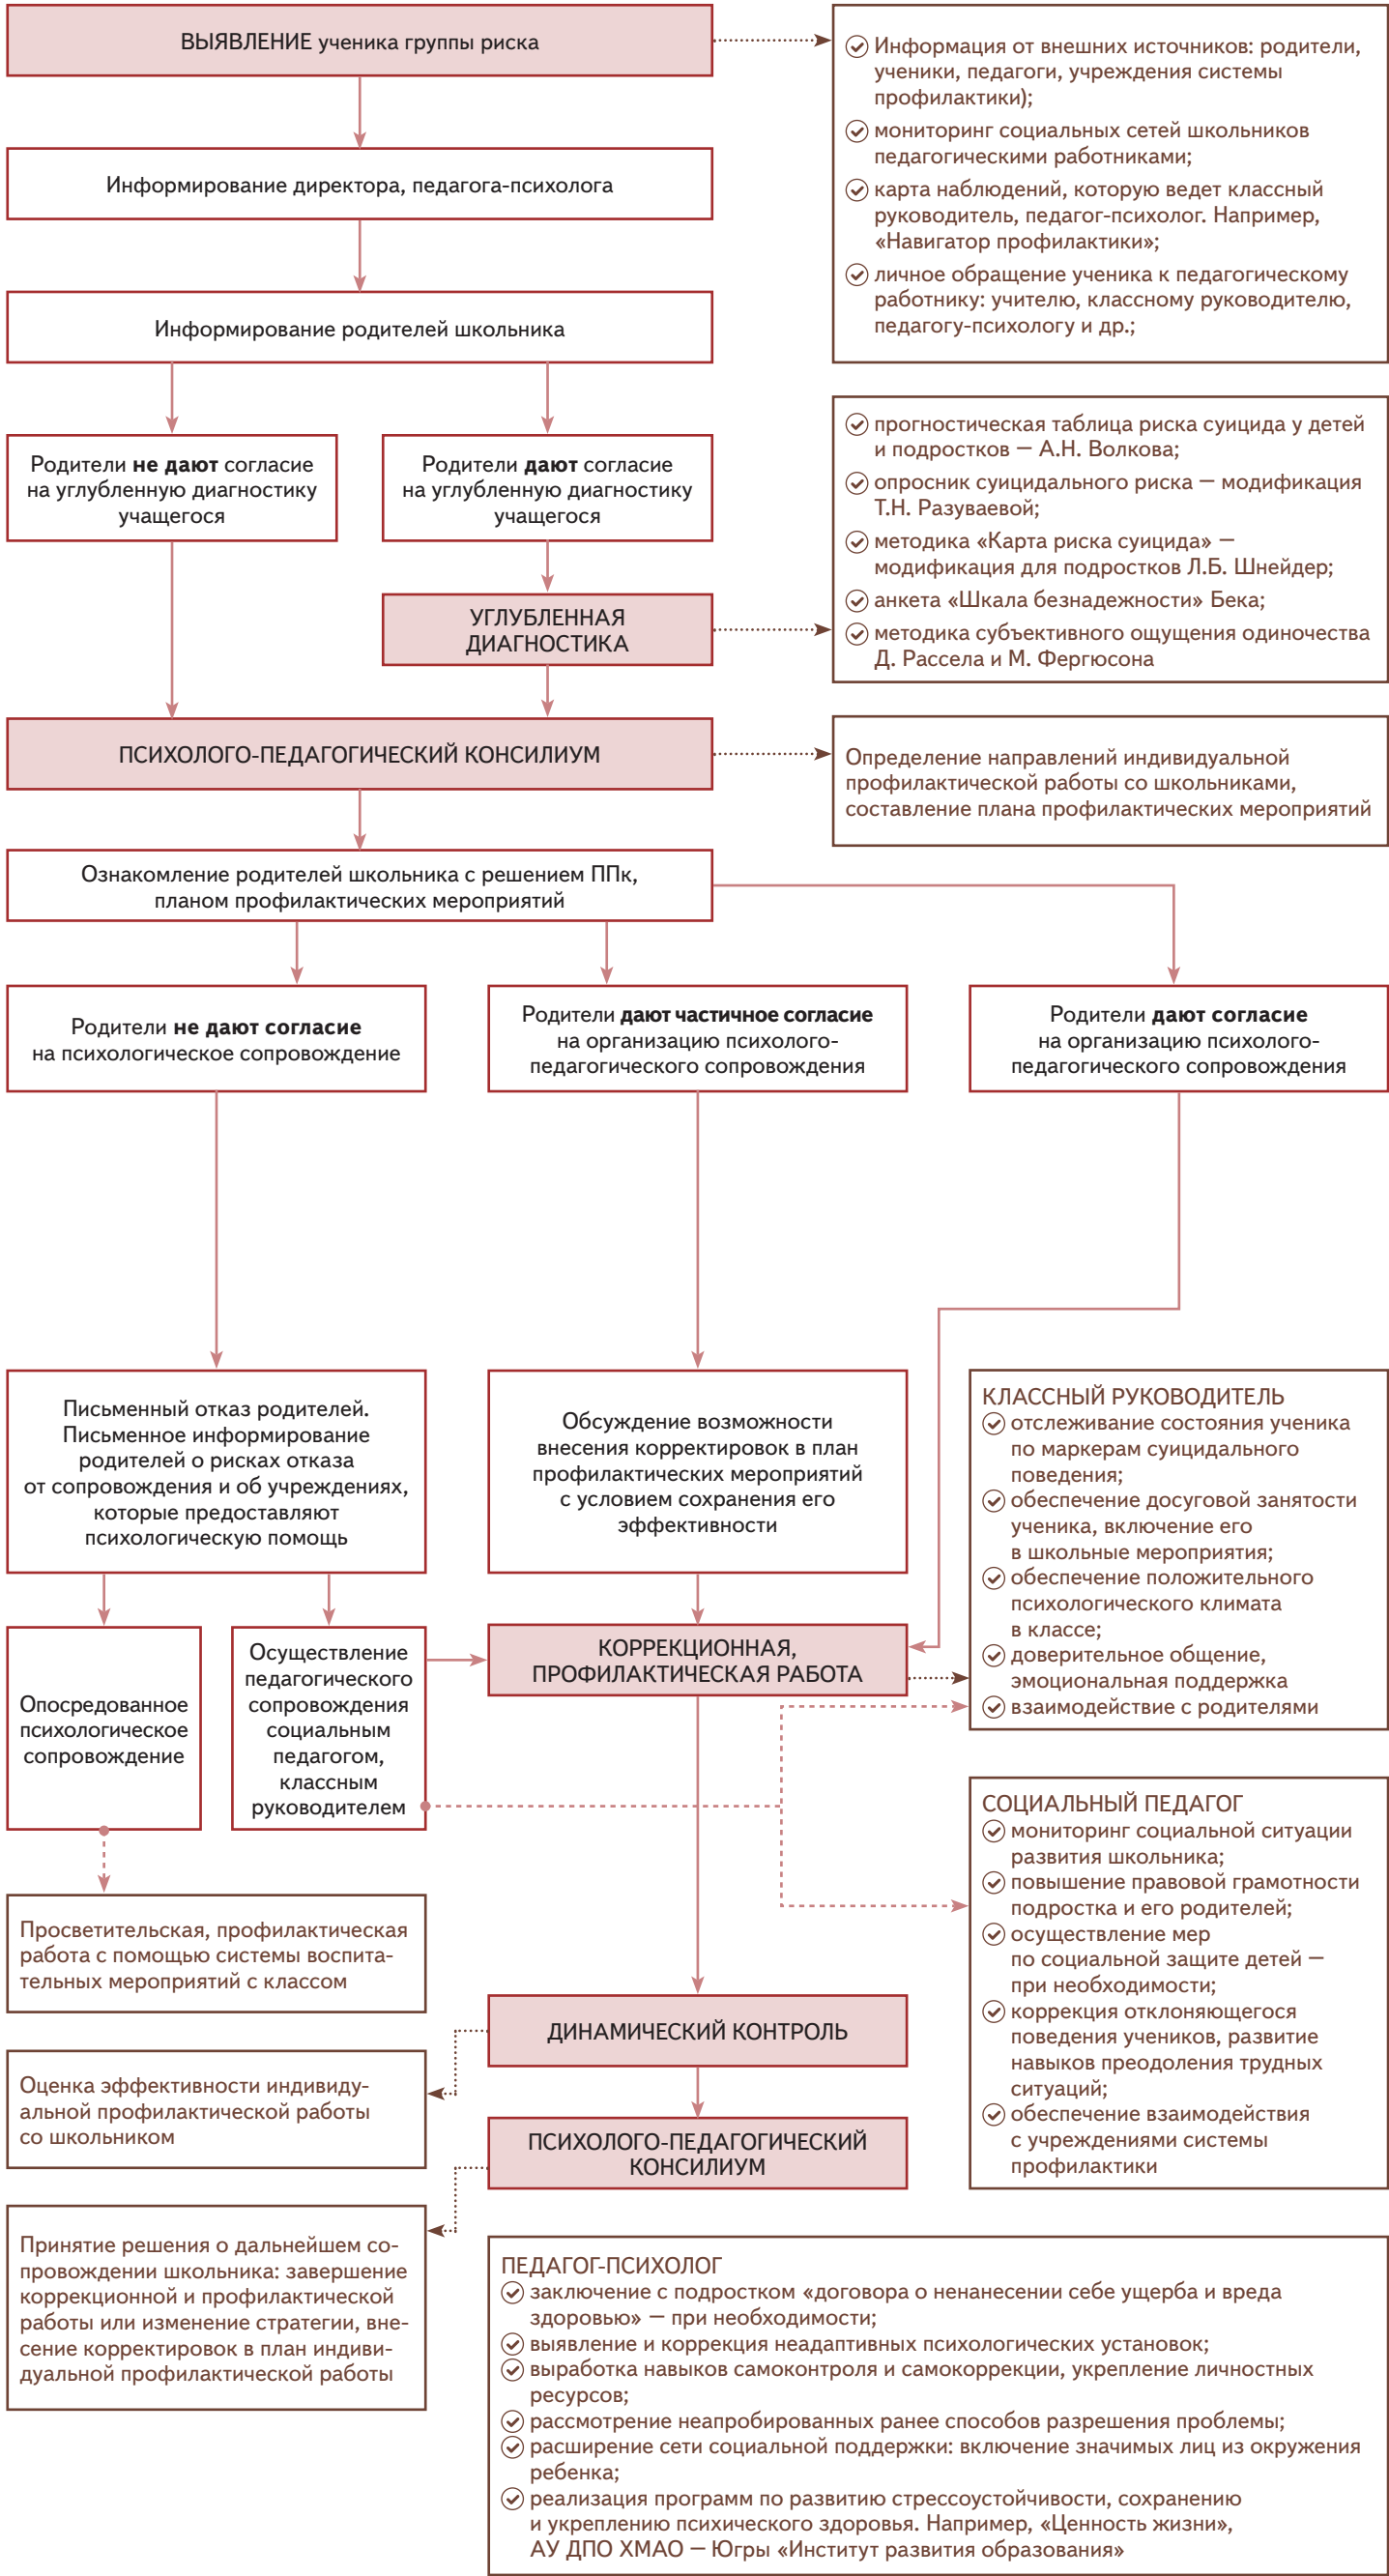 ВЫЯВЛЕНИЕ ученика группы риска
Информация от внешних источников: родители,
ученики, педагоги, учреждения системы
профилактики);
мониторинг социальных сетей школьников
педагогическими работниками;
карта наблюдений, которую ведет классный
руководитель, педагог-психолог. Например,
«Навигатор профилактики»;
личное обращение ученика к педагогическому
работнику: учителю, классному руководителю,
педагогу-психологу и др.;
Информирование директора, педагога-психолога
Информирование родителей школьника
Родители не дают согласие
на углубленную диагностику
учащегося
Родители дают согласие
на углубленную диагностику
учащегося
УГЛУБЛЕННАЯ
ДИАГНОСТИКА
прогностическая таблица риска суицида у детей
и подростков — А.Н. Волкова;
опросник суицидального риска — модификация
Т.Н. Разуваевой;
методика «Карта риска суицида» —
модификация для подростков Л.Б. Шнейдер;
анкета «Шкала безнадежности» Бека;
методика субъективного ощущения одиночества
Д. Рассела и М. Фергюсона
ПСИХОЛОГО-ПЕДАГОГИЧЕСКИЙ КОНСИЛИУМ
Определение направлений индивидуальной
профилактической работы со школьниками,
составление плана профилактических мероприятий
Ознакомление родителей школьника с решением ППк,
планом профилактических мероприятий
Родители не дают согласие
на психологическое сопровождение
Родители дают частичное согласие
на организацию психолого-
педагогического сопровождения
Родители дают согласие
на организацию психолого-
педагогического сопровождения
Письменный отказ родителей.
Письменное информирование
родителей о рисках отказа
от сопровождения и об учреждениях,
которые предоставляют
психологическую помощь
Обсуждение возможности
внесения корректировок в план
профилактических мероприятий
с условием сохранения его
эффективности
КЛАССНЫЙ РУКОВОДИТЕЛЬ
отслеживание состояния ученика
по маркерам суицидального
поведения;
обеспечение досуговой занятости
ученика, включение его
в школьные мероприятия;
обеспечение положительного
психологического климата
в классе;
доверительное общение,
эмоциональная поддержка
взаимодействие с родителями
Опосредованное
психологическое
сопровождение
Осуществление
педагогического
сопровождения
социальным
педагогом,
классным
руководителем
КОРРЕКЦИОННАЯ,
ПРОФИЛАКТИЧЕСКАЯ РАБОТА
СОЦИАЛЬНЫЙ ПЕДАГОГ
мониторинг социальной ситуации
развития школьника;
повышение правовой грамотности
подростка и его родителей;
осуществление мер
по социальной защите детей —
при необходимости;
коррекция отклоняющегося
поведения учеников, развитие
навыков преодоления трудных
ситуаций;
обеспечение взаимодействия
с учреждениями системы
профилактики
Просветительская, профилактическая
работа с помощью системы воспита-
тельных мероприятий с классом
ДИНАМИЧЕСКИЙ КОНТРОЛЬ
Оценка эффективности индивиду-
альной профилактической работы
со школьником
ПСИХОЛОГО-ПЕДАГОГИЧЕСКИЙ
КОНСИЛИУМ
Принятие решения о дальнейшем со-
провождении школьника: завершение
коррекционной и профилактической
работы или изменение стратегии, вне-
сение корректировок в план индиви-
дуальной профилактической работы
ПЕДАГОГ-ПСИХОЛОГ
заключение с подростком «договора о ненанесении себе ущерба и вреда
здоровью» — при необходимости;
выявление и коррекция неадаптивных психологических установок;
выработка навыков самоконтроля и самокоррекции, укрепление личностных
ресурсов;
рассмотрение неапробированных ранее способов разрешения проблемы;
расширение сети социальной поддержки: включение значимых лиц из окружения
ребенка;
реализация программ по развитию стрессоустойчивости, сохранению
и укреплению психического здоровья. Например, «Ценность жизни»,
АУ ДПО ХМАО — Югры «Институт развития образования»